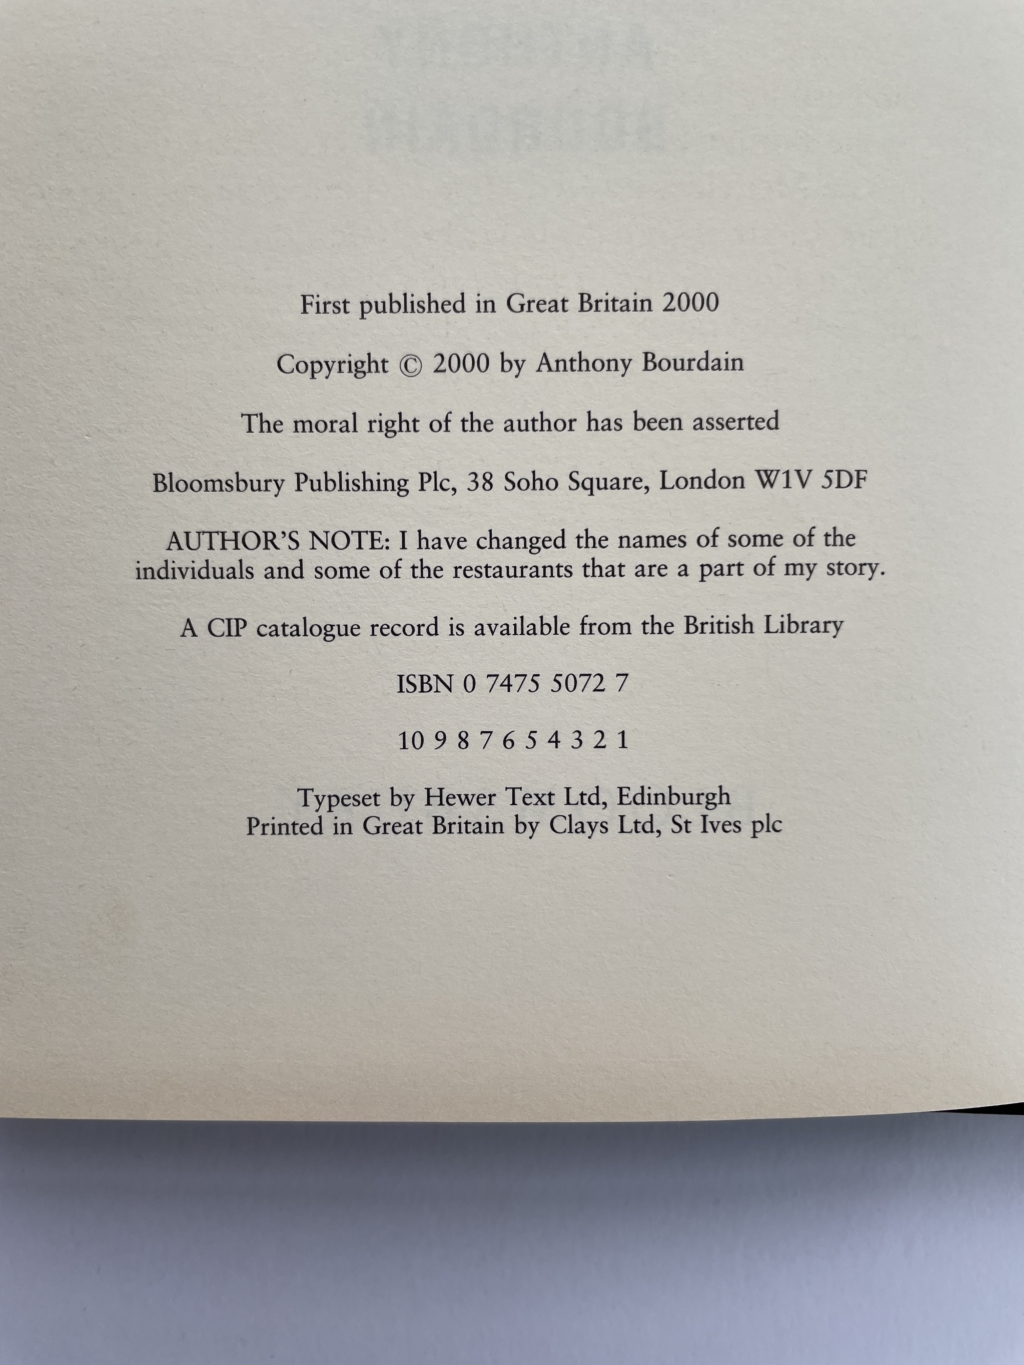 First published in Great Britain 2000
Copyright © 2000 by Anthony Bourdain
The moral right of the author has been asserted
Bloomsbury Publishing Plc, 38 Soho Square, London W1V 5DF
AUTHOR'S NOTE: I have changed the names of some of the
individuals and some of the restaurants that are a part of my story.
A CIP catalogue record is available from the British Library
ISBN 0 7475 5072 7
10 9 8 7 6 5 4 3 2 1
Typeset by Hewer Text Ltd, Edinburgh
Printed in Great Britain by Clays Ltd, St Ives plc